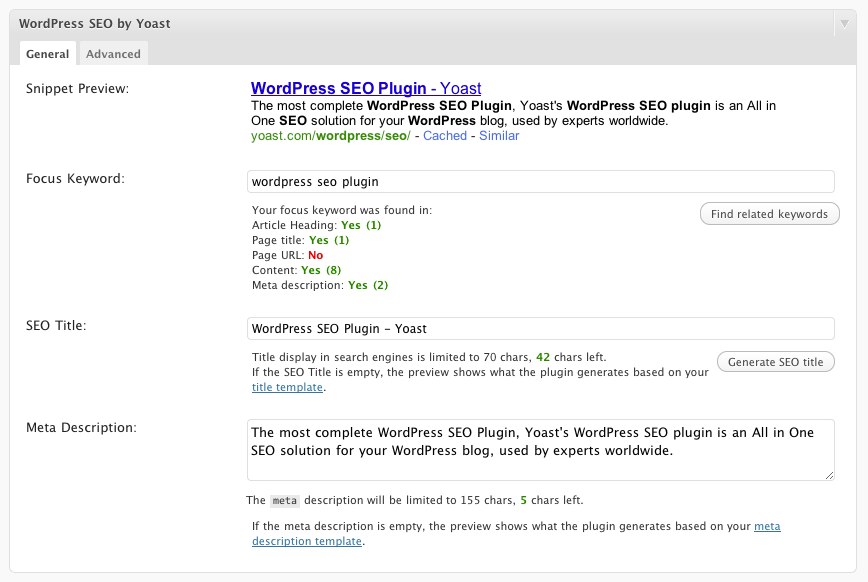 WordPress SEO by Yoast
General Advanced
Snippet Preview:
WordPress SEO Plugin - Yoast
The most complete WordPress SEO Plugin, Yoast's WordPress SEO plugin is an All in
One SEO solution for your WordPress blog, used by experts worldwide.
yoast.com/wordpress/seo/ - Cached - Similar
Focus Keyword:
wordpress seo plugin
Your focus keyword was found in:
Article Heading: Yes (1)
Page title: Yes (1)
Page URL: No
Content: Yes (8)
Meta description: Yes (2)
Find related keywords
SEO Title:
WordPress SEO Plugin - Yoast
Title display in search engines is limited to 70 chars, 42 chars left.
If the SEO Title is empty, the preview shows what the plugin generates based on your
title template.
Generate SEO title
Meta Description:
The most complete WordPress SEO Plugin, Yoast's WordPress SEO plugin is an All in One
SEO solution for your WordPress blog, used by experts worldwide.
The meta description will be limited to 155 chars, 5 chars left.
If the meta description is empty, the preview shows what the plugin generates based on your meta
description template.